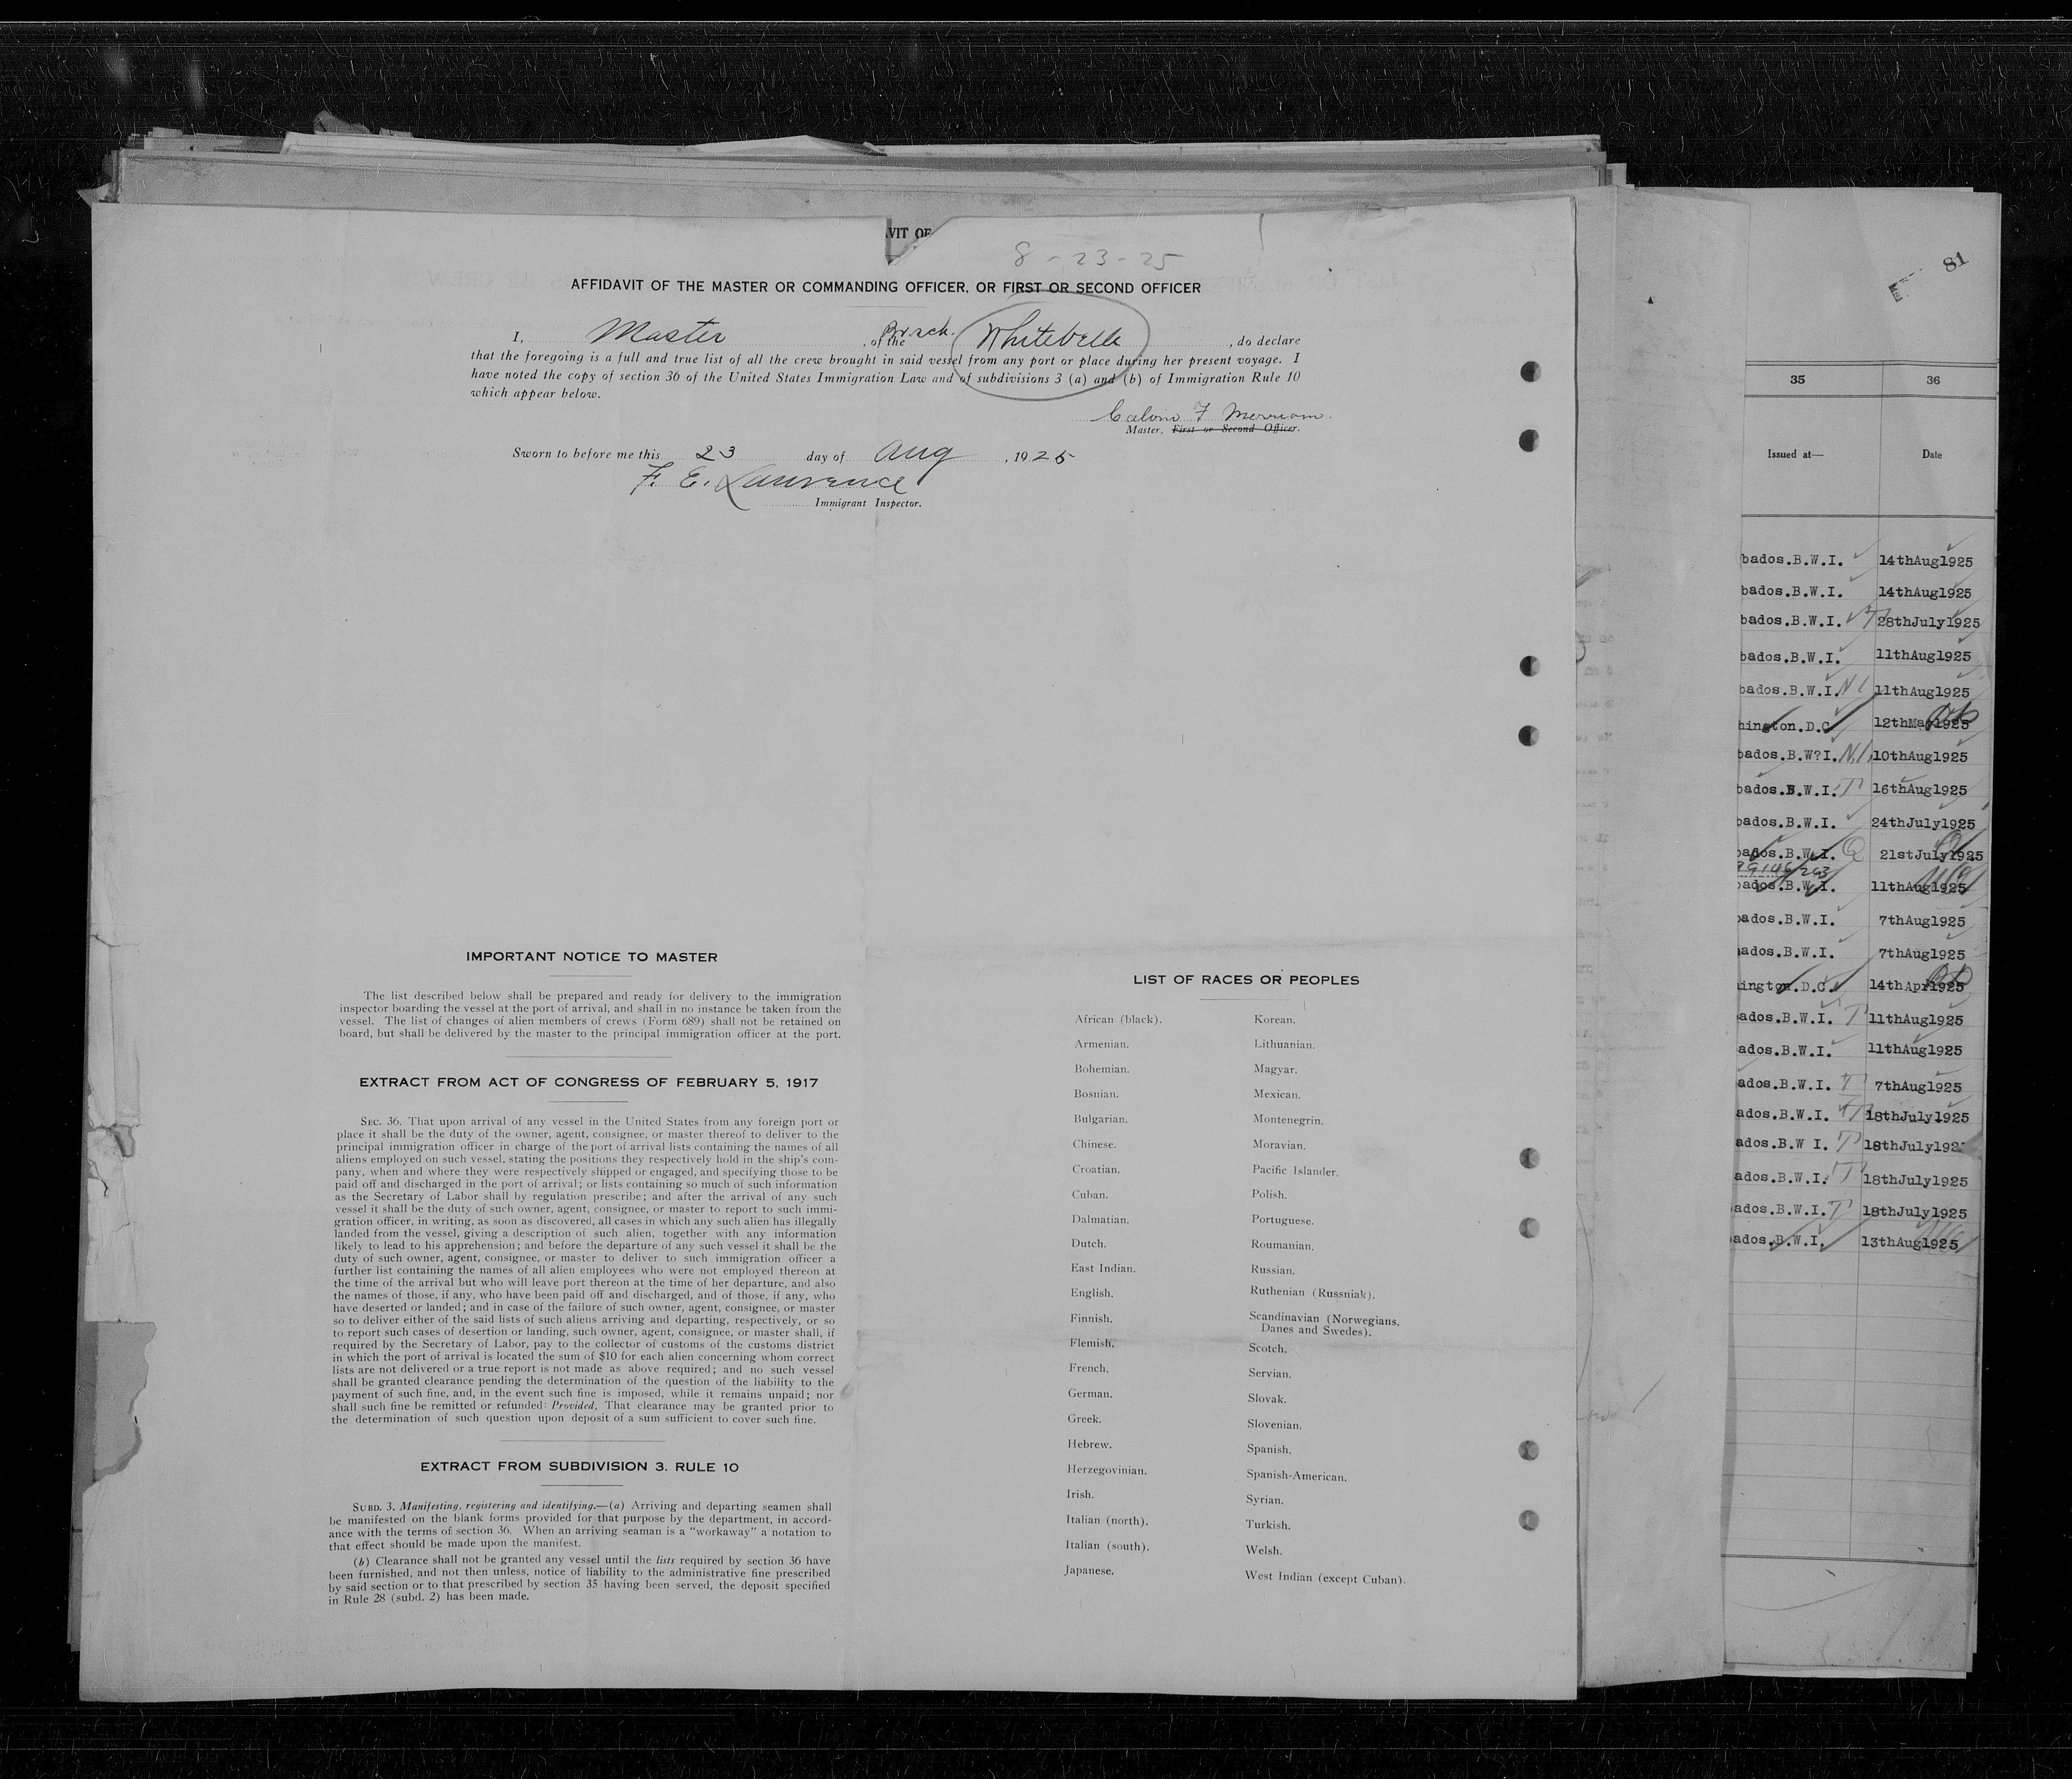 VIT OF
8 - 23 - 25
AFFIDAVIT OF THE MASTER OR COMMANDING OFFICER, OR FIRST OR SECOND OFFICER
I, Master, of the Whitebelle, do declare
that the foregoing is a full and true list of all the crew brought in said vessel from any port or place during her present voyage. I
have noted the copy of section 36 of the United States Immigration Law and of subdivisions 3 (a) and (b) of Immigration Rule 10
which appear below.
Calvin F Merriam.
Master, First or Second Officer.
Sworn to before me this 23 day of Aug, 1925
F. E. Lawrence
Immigrant Inspector.
IMPORTANT NOTICE TO MASTER
The list described below shall be prepared and ready for delivery to the immigration
inspector boarding the vessel at the port of arrival, and shall in no instance be taken from the
vessel. The list of changes of alien members of crews (Form 689) shall not be retained on
board, but shall be delivered by the master to the principal immigration officer at the port.
EXTRACT FROM ACT OF CONGRESS OF FEBRUARY 5, 1917
SEC. 36. That upon arrival of any vessel in the United States from any foreign port or
place it shall be the duty of the owner, agent, consignee, or master thereof to deliver to the
principal immigration officer in charge of the port of arrival lists containing the names of all
aliens employed on such vessel, stating the positions they respectively hold in the ship's com-
pany, when and where they were respectively shipped or engaged, and specifying those to be
paid off and discharged in the port of arrival; or lists containing so much of such information
as the Secretary of Labor shall by regulation prescribe; and after the arrival of any such
vessel it shall be the duty of such owner, agent, consignee, or master to report to such immi-
gration officer, in writing, as soon as discovered, all cases in which any such alien has illegally
landed from the vessel, giving a description of such alien, together with any information
likely to lead to his apprehension; and before the departure of any such vessel it shall be the
duty of such owner, agent, consignee, or master to deliver to such immigration officer a
further list containing the names of all alien employees who were not employed thereon at
the time of the arrival but who will leave port thereon at the time of her departure, and also
the names of those, if any, who have been paid off and discharged, and of those, if any, who
have deserted or landed; and in case of the failure of such owner, agent, consignee, or master
so to deliver either of the said lists of such aliens arriving and departing, respectively, or so
to report such cases of desertion or landing, such owner, agent, consignee, or master shall, if
required by the Secretary of Labor, pay to the collector of customs of the customs district
in which the port of arrival is located the sum of $10 for each alien concerning whom correct
lists are not delivered or a true report is not made as above required; and no such vessel
shall be granted clearance pending the determination of the question of the liability to the
payment of such fine, and, in the event such fine is imposed, while it remains unpaid; nor
shall such fine be remitted or refunded: Provided, That clearance may be granted prior to
the determination of such question upon deposit of a sum sufficient to cover such fine.
EXTRACT FROM SUBDIVISION 3, RULE 10
SUBD. 3. Manifesting, registering and identifying.—(a) Arriving and departing seamen shall
be manifested on the blank forms provided for that purpose by the department, in accord-
ance with the terms of section 36. When an arriving seaman is a "workaway" a notation to
that effect should be made upon the manifest.
(b) Clearance shall not be granted any vessel until the lists required by section 36 have
been furnished, and not then unless, notice of liability to the administrative fine prescribed
by said section or to that prescribed by section 35 having been served, the deposit specified
in Rule 28 (subd. 2) has been made.
LIST OF RACES OR PEOPLES
African (black).
Armenian.
Bohemian.
Bosnian.
Bulgarian.
Chinese.
Croatian.
Cuban.
Dalmatian.
Dutch.
East Indian.
English.
Finnish.
Flemish.
French.
German.
Greek.
Hebrew.
Herzegovinian.
Irish.
Italian (north).
Italian (south).
Japanese.
Korean.
Lithuanian.
Magyar.
Mexican.
Montenegrin.
Moravian.
Pacific Islander.
Polish.
Portuguese.
Roumanian.
Russian.
Ruthenian (Russniak).
Scandinavian (Norwegians,
Danes and Swedes).
Scotch.
Servian.
Slovak.
Slovenian.
Spanish.
Spanish-American.
Syrian.
Turkish.
Welsh.
West Indian (except Cuban).
81
35 36
Issued at— Date
bados.B.W.I. 14thAug1925
bados.B.W.I. 14thAug1925
bados.B.W.I. 28thJuly1925
bados.B.W.I. 11thAug1925
bados.B.W.I. 11thAug1925
hington.D.C 12thMay1925
bados.B.W?I. 10thAug1925
bados.B.W.I. T 16thAug1925
bados.B.W.I. 24thJuly1925
bados.B.W.I. 21stJuly1925
bados.B.W.I. 11thAug1925
bados.B.W.I. 7thAug1925
ados.B.W.I. 7thAug1925
ington.D.C. 14thApr1925
ados.B.W.I. T 11thAug1925
ados.B.W.I. 11thAug1925
ados.B.W.I. T 7thAug1925
ados.B.W.I. T 18thJuly1925
ados.B.W I. T 18thJuly192
ados.B.W.I. T 18thJuly1925
ados.B.W.I. T 18thJuly1925
ados.B.W.I. 13thAug1925